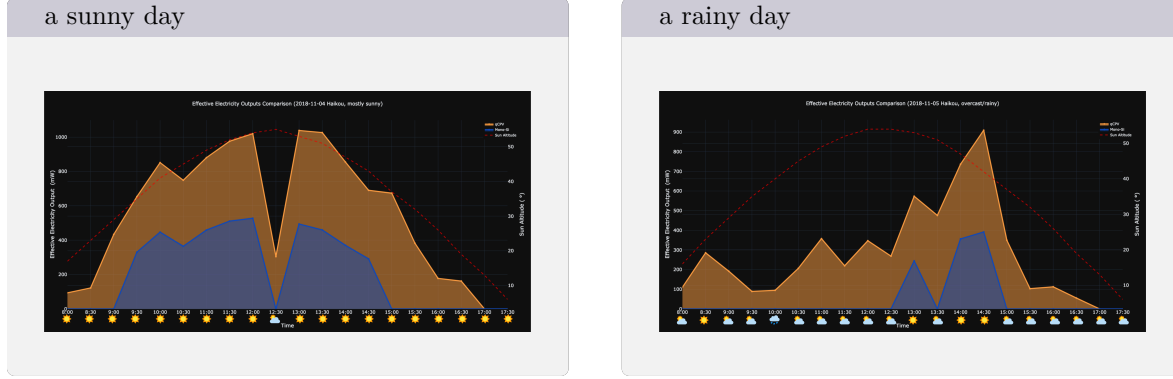 a sunny day
Effective Electricity Outputs Comparison (2018-11-04 Haikou, mostly sunny)
gCPV
Mono-Si
Sun Altitude
Effective Electricity Output (mW)
1000
800
600
400
200
0
50
40
30
20
10
Sun Altitude ( º)
8:00 8:30 9:00 9:30 10:00 10:30 11:00 11:30 12:00 12:30 13:00 13:30 14:00 14:30 15:00 15:30 16:00 16:30 17:00 17:30
Time
a rainy day
Effective Electricity Outputs Comparison (2018-11-05 Haikou, overcast/rainy)
gCPV
Mono-Si
Sun Altitude
Effective Electricity Output (mW)
900
800
700
600
500
400
300
200
100
0
50
40
30
20
10
Sun Altitude ( º)
8:00 8:30 9:00 9:30 10:00 10:30 11:00 11:30 12:00 12:30 13:00 13:30 14:00 14:30 15:00 15:30 16:00 16:30 17:00 17:30
Time